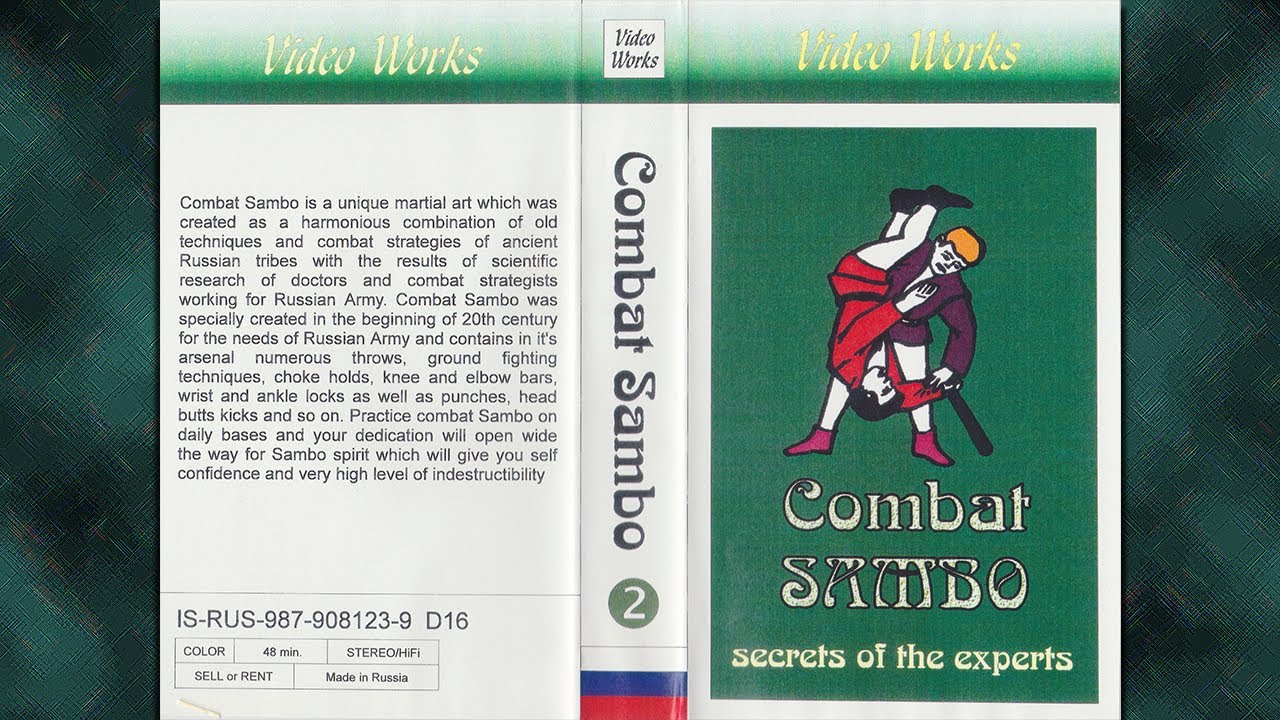 Video Works
Combat Sambo is a unique martial art which was
created as a harmonious combination of old
techniques and combat strategies of ancient
Russian tribes with the results of scientific
research of doctors and combat strategists
working for Russian Army. Combat Sambo was
specially created in the beginning of 20th century
for the needs of Russian Army and contains in it's
arsenal numerous throws, ground fighting
techniques, choke holds, knee and elbow bars,
wrist and ankle locks as well as punches, head
butts kicks and so on. Practice combat Sambo on
daily bases and your dedication will open wide
the way for Sambo spirit which will give you self
confidence and very high level of indestructibility
IS-RUS-987-908123-9 D16
COLOR 48 min. STEREO/HiFi
SELL or RENT Made in Russia
Video
Works
Combat Sambo
2
Video Works
Combat
SAMBO
secrets of the experts